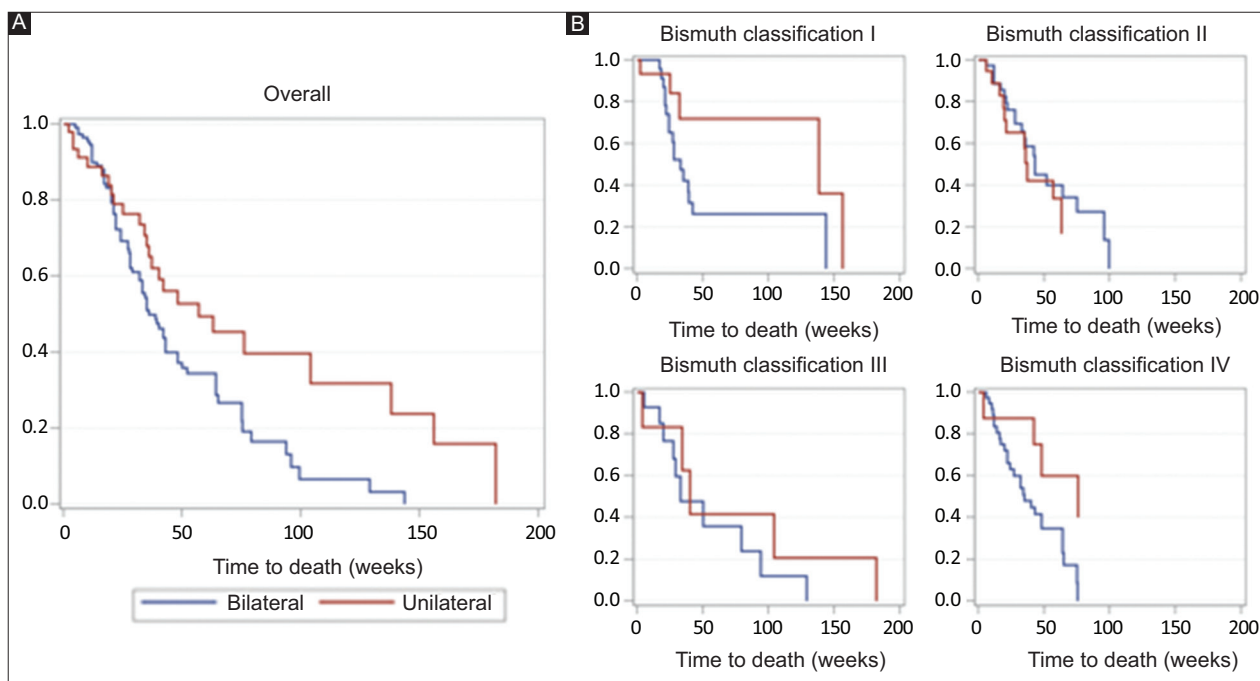 A
Overall
1.0
0.8
0.6
0.4
0.2
0.0
0 50 100 150 200
Time to death (weeks)
Bilateral Unilateral
B
Bismuth classification I
1.0
0.8
0.6
0.4
0.2
0.0
0 50 100 150 200
Time to death (weeks)
Bismuth classification II
1.0
0.8
0.6
0.4
0.2
0.0
0 50 100 150 200
Time to death (weeks)
Bismuth classification III
1.0
0.8
0.6
0.4
0.2
0.0
0 50 100 150 200
Time to death (weeks)
Bismuth classification IV
1.0
0.8
0.6
0.4
0.2
0.0
0 50 100 150 200
Time to death (weeks)